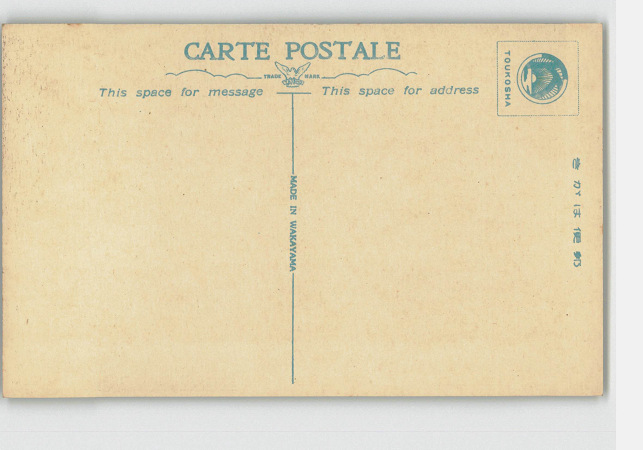 CARTE POSTALE
TRADE MARK
This space for message
This space for address
TOUKOSHA
MADE IN WAKAYAMA
郵便はがき